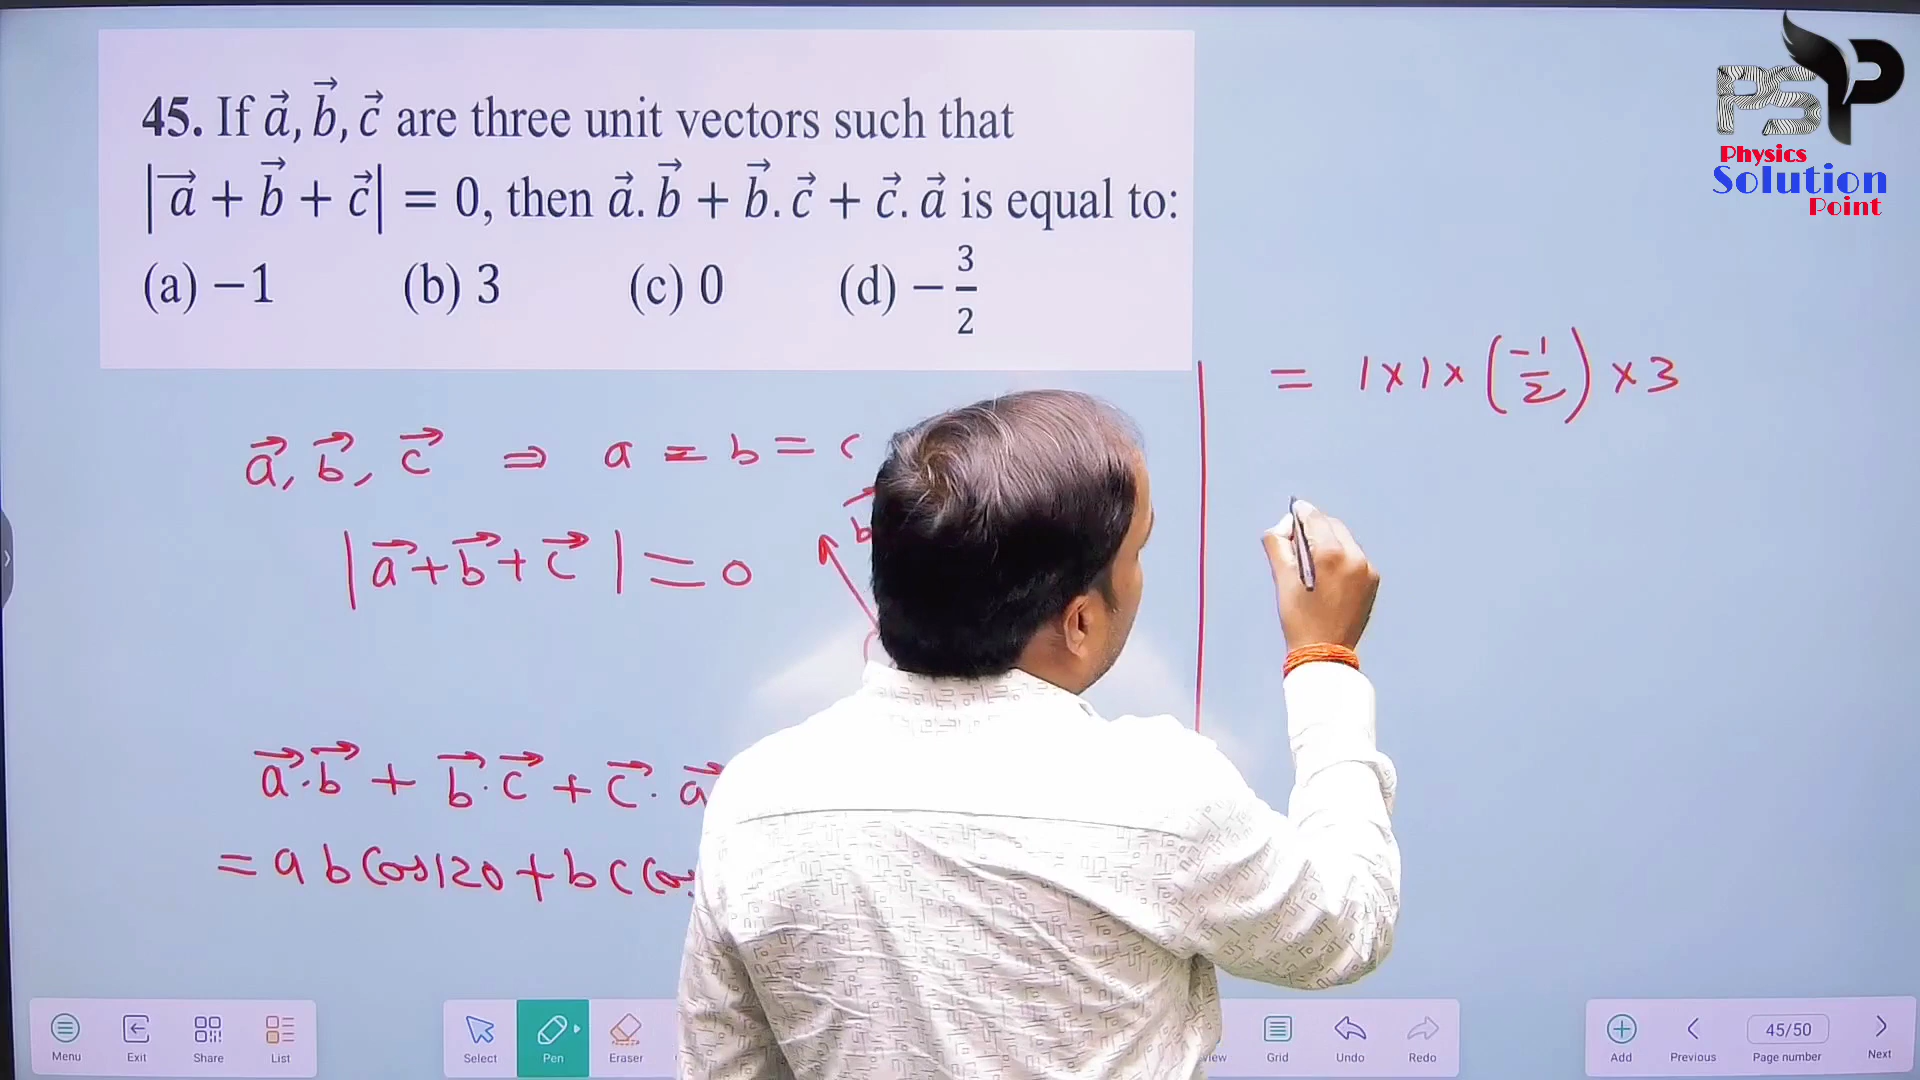 45. If a⃗, b⃗, c⃗ are three unit vectors such that
|a⃗ + b⃗ + c⃗| = 0, then a⃗. b⃗ + b⃗. c⃗ + c⃗. a⃗ is equal to:
(a) −1 (b) 3 (c) 0 (d) − 3/2
PSP
Physics
Solution
Point
a⃗, b⃗, c⃗ ⇒ a = b = c
b⃗
|a⃗+b⃗+c⃗| = 0
a⃗.b⃗ + b⃗.c⃗ + c⃗.a⃗
= a b Cos120 + b c Cos
= 1×1×(-1/2)×3
Menu Exit Share List Select Pen Eraser Grid Undo Redo Add Previous 45/50 Page number Next